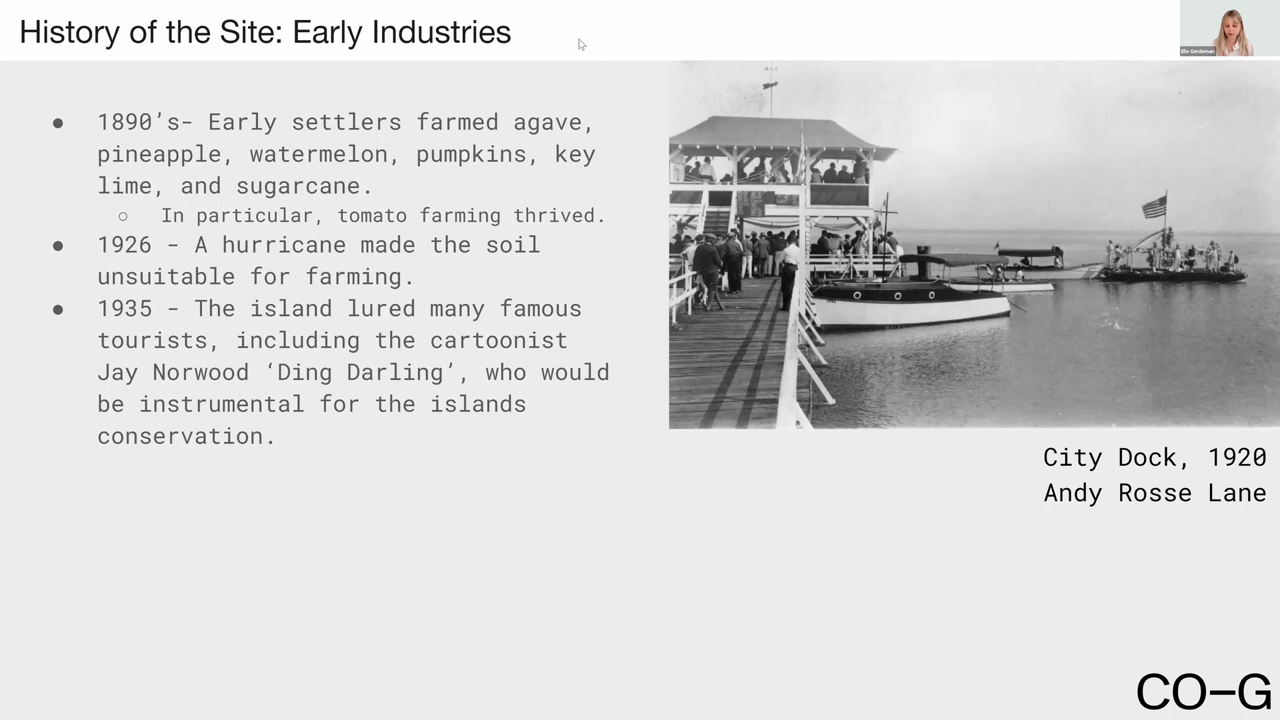 History of the Site: Early Industries
Elle Gerdeman
● 1890’s- Early settlers farmed agave,
pineapple, watermelon, pumpkins, key
lime, and sugarcane.
○ In particular, tomato farming thrived.
● 1926 - A hurricane made the soil
unsuitable for farming.
● 1935 - The island lured many famous
tourists, including the cartoonist
Jay Norwood ‘Ding Darling’, who would
be instrumental for the islands
conservation.
City Dock, 1920
Andy Rosse Lane
CO–G